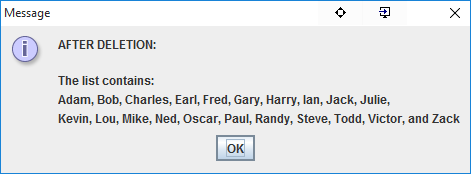 Message
AFTER DELETION:
The list contains:
Adam, Bob, Charles, Earl, Fred, Gary, Harry, Ian, Jack, Julie,
Kevin, Lou, Mike, Ned, Oscar, Paul, Randy, Steve, Todd, Victor, and Zack
OK